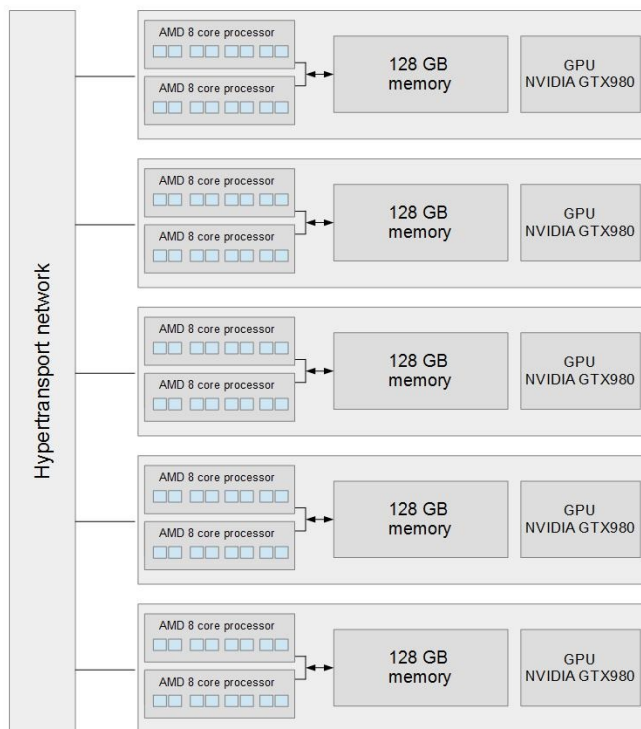 Hypertransport network
AMD 8 core processor
AMD 8 core processor
128 GB
memory
GPU
NVIDIA GTX980
AMD 8 core processor
AMD 8 core processor
128 GB
memory
GPU
NVIDIA GTX980
AMD 8 core processor
AMD 8 core processor
128 GB
memory
GPU
NVIDIA GTX980
AMD 8 core processor
AMD 8 core processor
128 GB
memory
GPU
NVIDIA GTX980
AMD 8 core processor
AMD 8 core processor
128 GB
memory
GPU
NVIDIA GTX980